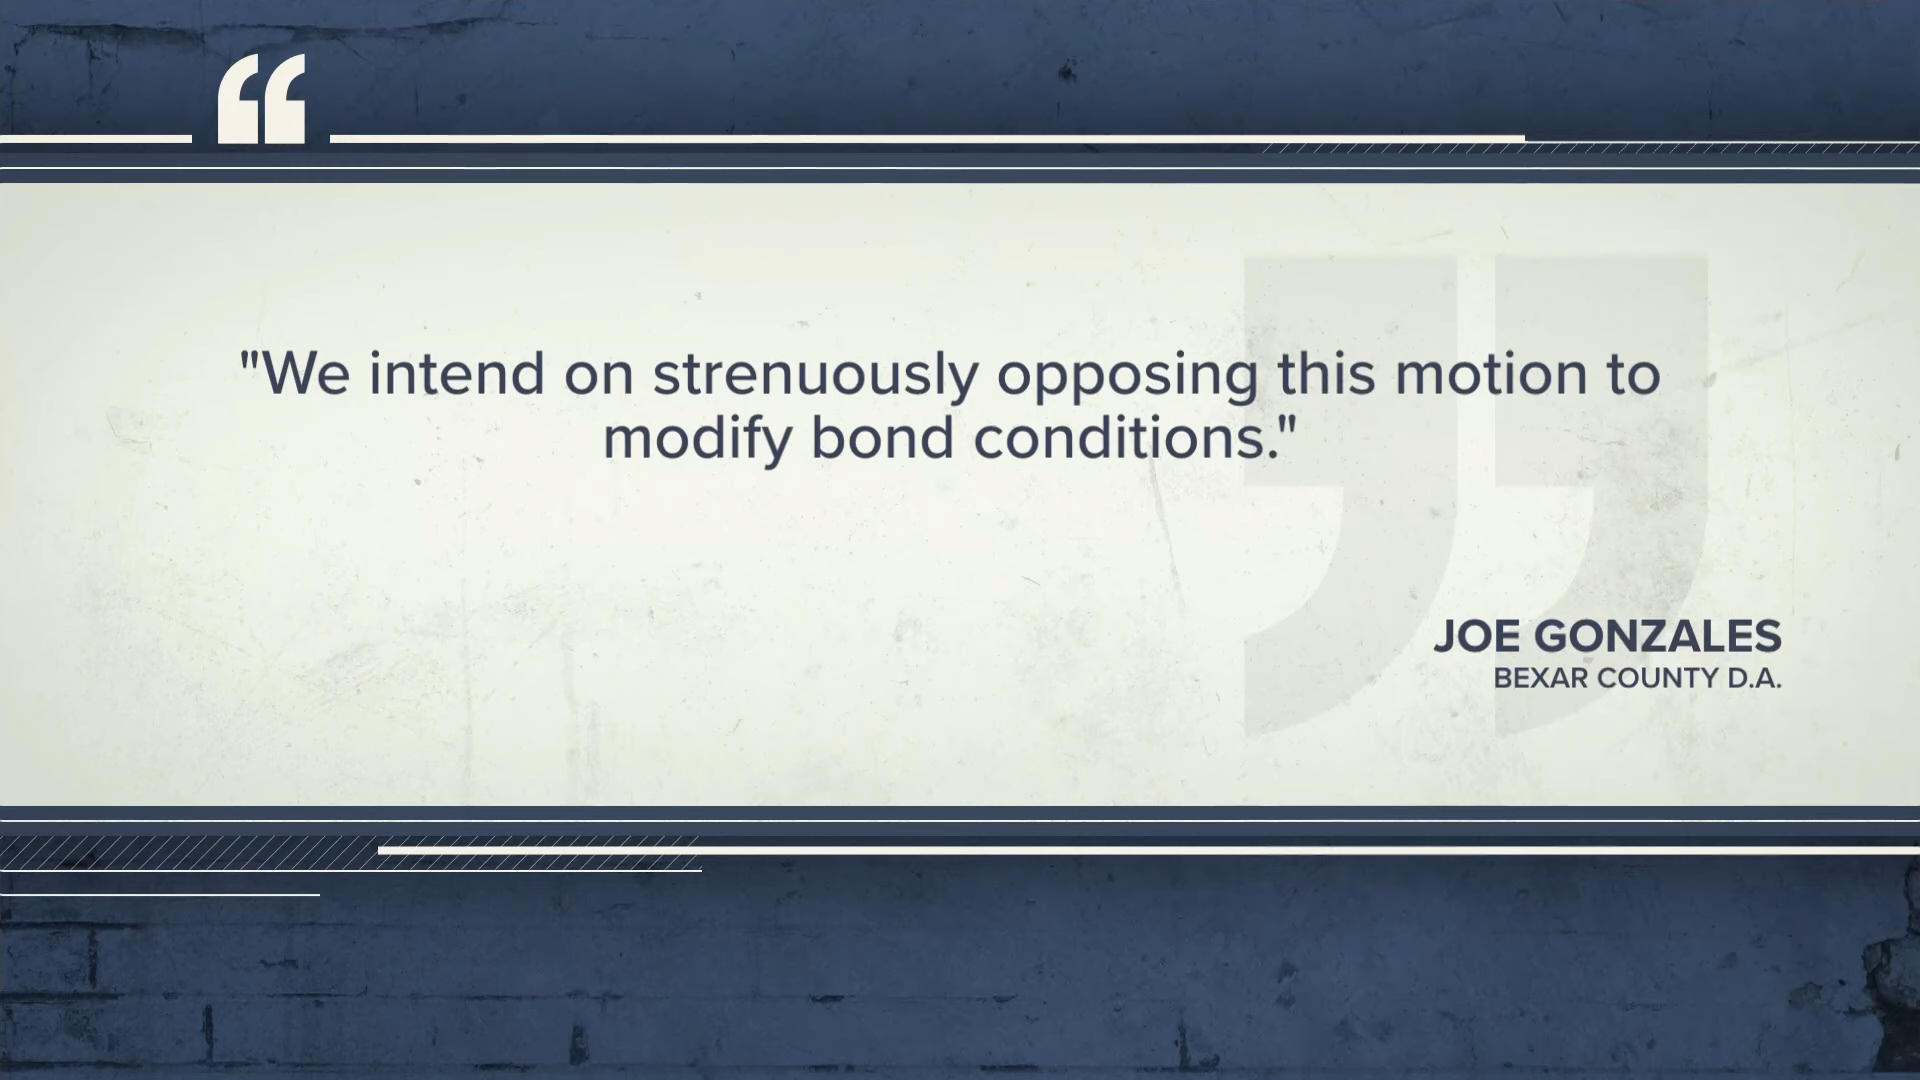 "We intend on strenuously opposing this motion to
modify bond conditions."
JOE GONZALES
BEXAR COUNTY D.A.